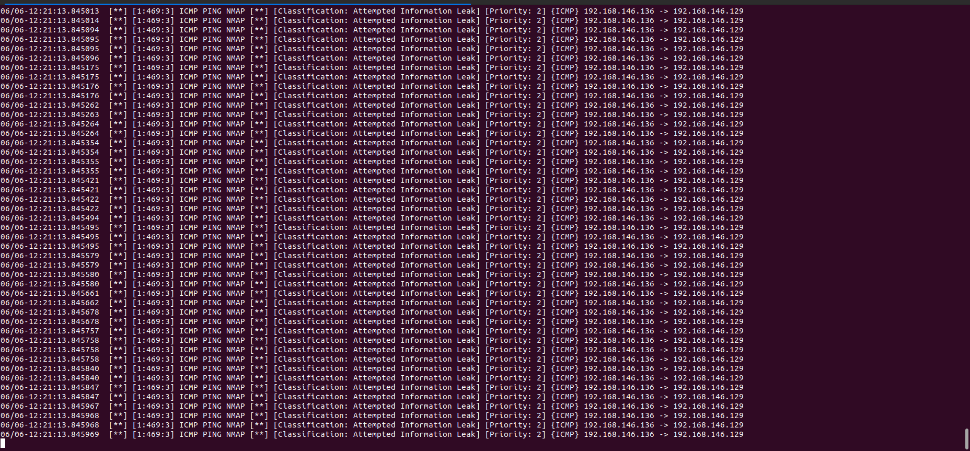 06/06-12:21:13.845013 [**] [1:469:3] ICMP PING NMAP [**] [Classification: Attempted Information Leak] [Priority: 2] {ICMP} 192.168.146.136 -> 192.168.146.129
06/06-12:21:13.845014 [**] [1:469:3] ICMP PING NMAP [**] [Classification: Attempted Information Leak] [Priority: 2] {ICMP} 192.168.146.136 -> 192.168.146.129
06/06-12:21:13.845094 [**] [1:469:3] ICMP PING NMAP [**] [Classification: Attempted Information Leak] [Priority: 2] {ICMP} 192.168.146.136 -> 192.168.146.129
06/06-12:21:13.845095 [**] [1:469:3] ICMP PING NMAP [**] [Classification: Attempted Information Leak] [Priority: 2] {ICMP} 192.168.146.136 -> 192.168.146.129
06/06-12:21:13.845095 [**] [1:469:3] ICMP PING NMAP [**] [Classification: Attempted Information Leak] [Priority: 2] {ICMP} 192.168.146.136 -> 192.168.146.129
06/06-12:21:13.845096 [**] [1:469:3] ICMP PING NMAP [**] [Classification: Attempted Information Leak] [Priority: 2] {ICMP} 192.168.146.136 -> 192.168.146.129
06/06-12:21:13.845175 [**] [1:469:3] ICMP PING NMAP [**] [Classification: Attempted Information Leak] [Priority: 2] {ICMP} 192.168.146.136 -> 192.168.146.129
06/06-12:21:13.845175 [**] [1:469:3] ICMP PING NMAP [**] [Classification: Attempted Information Leak] [Priority: 2] {ICMP} 192.168.146.136 -> 192.168.146.129
06/06-12:21:13.845176 [**] [1:469:3] ICMP PING NMAP [**] [Classification: Attempted Information Leak] [Priority: 2] {ICMP} 192.168.146.136 -> 192.168.146.129
06/06-12:21:13.845176 [**] [1:469:3] ICMP PING NMAP [**] [Classification: Attempted Information Leak] [Priority: 2] {ICMP} 192.168.146.136 -> 192.168.146.129
06/06-12:21:13.845262 [**] [1:469:3] ICMP PING NMAP [**] [Classification: Attempted Information Leak] [Priority: 2] {ICMP} 192.168.146.136 -> 192.168.146.129
06/06-12:21:13.845263 [**] [1:469:3] ICMP PING NMAP [**] [Classification: Attempted Information Leak] [Priority: 2] {ICMP} 192.168.146.136 -> 192.168.146.129
06/06-12:21:13.845264 [**] [1:469:3] ICMP PING NMAP [**] [Classification: Attempted Information Leak] [Priority: 2] {ICMP} 192.168.146.136 -> 192.168.146.129
06/06-12:21:13.845264 [**] [1:469:3] ICMP PING NMAP [**] [Classification: Attempted Information Leak] [Priority: 2] {ICMP} 192.168.146.136 -> 192.168.146.129
06/06-12:21:13.845354 [**] [1:469:3] ICMP PING NMAP [**] [Classification: Attempted Information Leak] [Priority: 2] {ICMP} 192.168.146.136 -> 192.168.146.129
06/06-12:21:13.845354 [**] [1:469:3] ICMP PING NMAP [**] [Classification: Attempted Information Leak] [Priority: 2] {ICMP} 192.168.146.136 -> 192.168.146.129
06/06-12:21:13.845355 [**] [1:469:3] ICMP PING NMAP [**] [Classification: Attempted Information Leak] [Priority: 2] {ICMP} 192.168.146.136 -> 192.168.146.129
06/06-12:21:13.845355 [**] [1:469:3] ICMP PING NMAP [**] [Classification: Attempted Information Leak] [Priority: 2] {ICMP} 192.168.146.136 -> 192.168.146.129
06/06-12:21:13.845421 [**] [1:469:3] ICMP PING NMAP [**] [Classification: Attempted Information Leak] [Priority: 2] {ICMP} 192.168.146.136 -> 192.168.146.129
06/06-12:21:13.845421 [**] [1:469:3] ICMP PING NMAP [**] [Classification: Attempted Information Leak] [Priority: 2] {ICMP} 192.168.146.136 -> 192.168.146.129
06/06-12:21:13.845422 [**] [1:469:3] ICMP PING NMAP [**] [Classification: Attempted Information Leak] [Priority: 2] {ICMP} 192.168.146.136 -> 192.168.146.129
06/06-12:21:13.845422 [**] [1:469:3] ICMP PING NMAP [**] [Classification: Attempted Information Leak] [Priority: 2] {ICMP} 192.168.146.136 -> 192.168.146.129
06/06-12:21:13.845494 [**] [1:469:3] ICMP PING NMAP [**] [Classification: Attempted Information Leak] [Priority: 2] {ICMP} 192.168.146.136 -> 192.168.146.129
06/06-12:21:13.845495 [**] [1:469:3] ICMP PING NMAP [**] [Classification: Attempted Information Leak] [Priority: 2] {ICMP} 192.168.146.136 -> 192.168.146.129
06/06-12:21:13.845495 [**] [1:469:3] ICMP PING NMAP [**] [Classification: Attempted Information Leak] [Priority: 2] {ICMP} 192.168.146.136 -> 192.168.146.129
06/06-12:21:13.845495 [**] [1:469:3] ICMP PING NMAP [**] [Classification: Attempted Information Leak] [Priority: 2] {ICMP} 192.168.146.136 -> 192.168.146.129
06/06-12:21:13.845579 [**] [1:469:3] ICMP PING NMAP [**] [Classification: Attempted Information Leak] [Priority: 2] {ICMP} 192.168.146.136 -> 192.168.146.129
06/06-12:21:13.845579 [**] [1:469:3] ICMP PING NMAP [**] [Classification: Attempted Information Leak] [Priority: 2] {ICMP} 192.168.146.136 -> 192.168.146.129
06/06-12:21:13.845580 [**] [1:469:3] ICMP PING NMAP [**] [Classification: Attempted Information Leak] [Priority: 2] {ICMP} 192.168.146.136 -> 192.168.146.129
06/06-12:21:13.845580 [**] [1:469:3] ICMP PING NMAP [**] [Classification: Attempted Information Leak] [Priority: 2] {ICMP} 192.168.146.136 -> 192.168.146.129
06/06-12:21:13.845661 [**] [1:469:3] ICMP PING NMAP [**] [Classification: Attempted Information Leak] [Priority: 2] {ICMP} 192.168.146.136 -> 192.168.146.129
06/06-12:21:13.845662 [**] [1:469:3] ICMP PING NMAP [**] [Classification: Attempted Information Leak] [Priority: 2] {ICMP} 192.168.146.136 -> 192.168.146.129
06/06-12:21:13.845678 [**] [1:469:3] ICMP PING NMAP [**] [Classification: Attempted Information Leak] [Priority: 2] {ICMP} 192.168.146.136 -> 192.168.146.129
06/06-12:21:13.845678 [**] [1:469:3] ICMP PING NMAP [**] [Classification: Attempted Information Leak] [Priority: 2] {ICMP} 192.168.146.136 -> 192.168.146.129
06/06-12:21:13.845757 [**] [1:469:3] ICMP PING NMAP [**] [Classification: Attempted Information Leak] [Priority: 2] {ICMP} 192.168.146.136 -> 192.168.146.129
06/06-12:21:13.845758 [**] [1:469:3] ICMP PING NMAP [**] [Classification: Attempted Information Leak] [Priority: 2] {ICMP} 192.168.146.136 -> 192.168.146.129
06/06-12:21:13.845758 [**] [1:469:3] ICMP PING NMAP [**] [Classification: Attempted Information Leak] [Priority: 2] {ICMP} 192.168.146.136 -> 192.168.146.129
06/06-12:21:13.845758 [**] [1:469:3] ICMP PING NMAP [**] [Classification: Attempted Information Leak] [Priority: 2] {ICMP} 192.168.146.136 -> 192.168.146.129
06/06-12:21:13.845840 [**] [1:469:3] ICMP PING NMAP [**] [Classification: Attempted Information Leak] [Priority: 2] {ICMP} 192.168.146.136 -> 192.168.146.129
06/06-12:21:13.845840 [**] [1:469:3] ICMP PING NMAP [**] [Classification: Attempted Information Leak] [Priority: 2] {ICMP} 192.168.146.136 -> 192.168.146.129
06/06-12:21:13.845847 [**] [1:469:3] ICMP PING NMAP [**] [Classification: Attempted Information Leak] [Priority: 2] {ICMP} 192.168.146.136 -> 192.168.146.129
06/06-12:21:13.845847 [**] [1:469:3] ICMP PING NMAP [**] [Classification: Attempted Information Leak] [Priority: 2] {ICMP} 192.168.146.136 -> 192.168.146.129
06/06-12:21:13.845967 [**] [1:469:3] ICMP PING NMAP [**] [Classification: Attempted Information Leak] [Priority: 2] {ICMP} 192.168.146.136 -> 192.168.146.129
06/06-12:21:13.845968 [**] [1:469:3] ICMP PING NMAP [**] [Classification: Attempted Information Leak] [Priority: 2] {ICMP} 192.168.146.136 -> 192.168.146.129
06/06-12:21:13.845968 [**] [1:469:3] ICMP PING NMAP [**] [Classification: Attempted Information Leak] [Priority: 2] {ICMP} 192.168.146.136 -> 192.168.146.129
06/06-12:21:13.845969 [**] [1:469:3] ICMP PING NMAP [**] [Classification: Attempted Information Leak] [Priority: 2] {ICMP} 192.168.146.136 -> 192.168.146.129